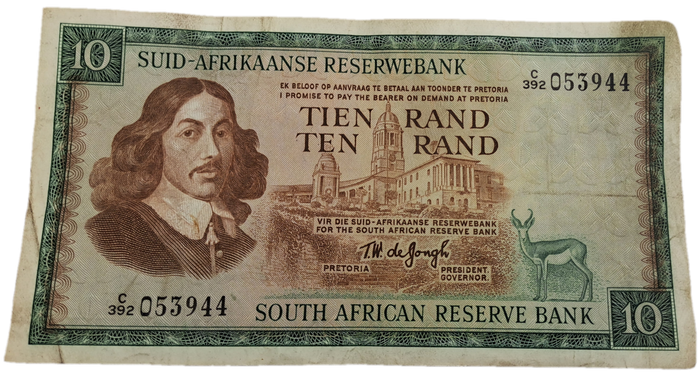 10
SUID-AFRIKAANSE RESERWEBANK
C/392 053944
EK BELOOF OP AANVRAAG TE BETAAL AAN TOONDER TE PRETORIA
I PROMISE TO PAY THE BEARER ON DEMAND AT PRETORIA
TIEN RAND
TEN RAND
VIR DIE SUID-AFRIKAANSE RESERWEBANK
FOR THE SOUTH AFRICAN RESERVE BANK
T.W. de Jongh
PRETORIA PRESIDENT.
GOVERNOR.
C/392 053944
SOUTH AFRICAN RESERVE BANK
10